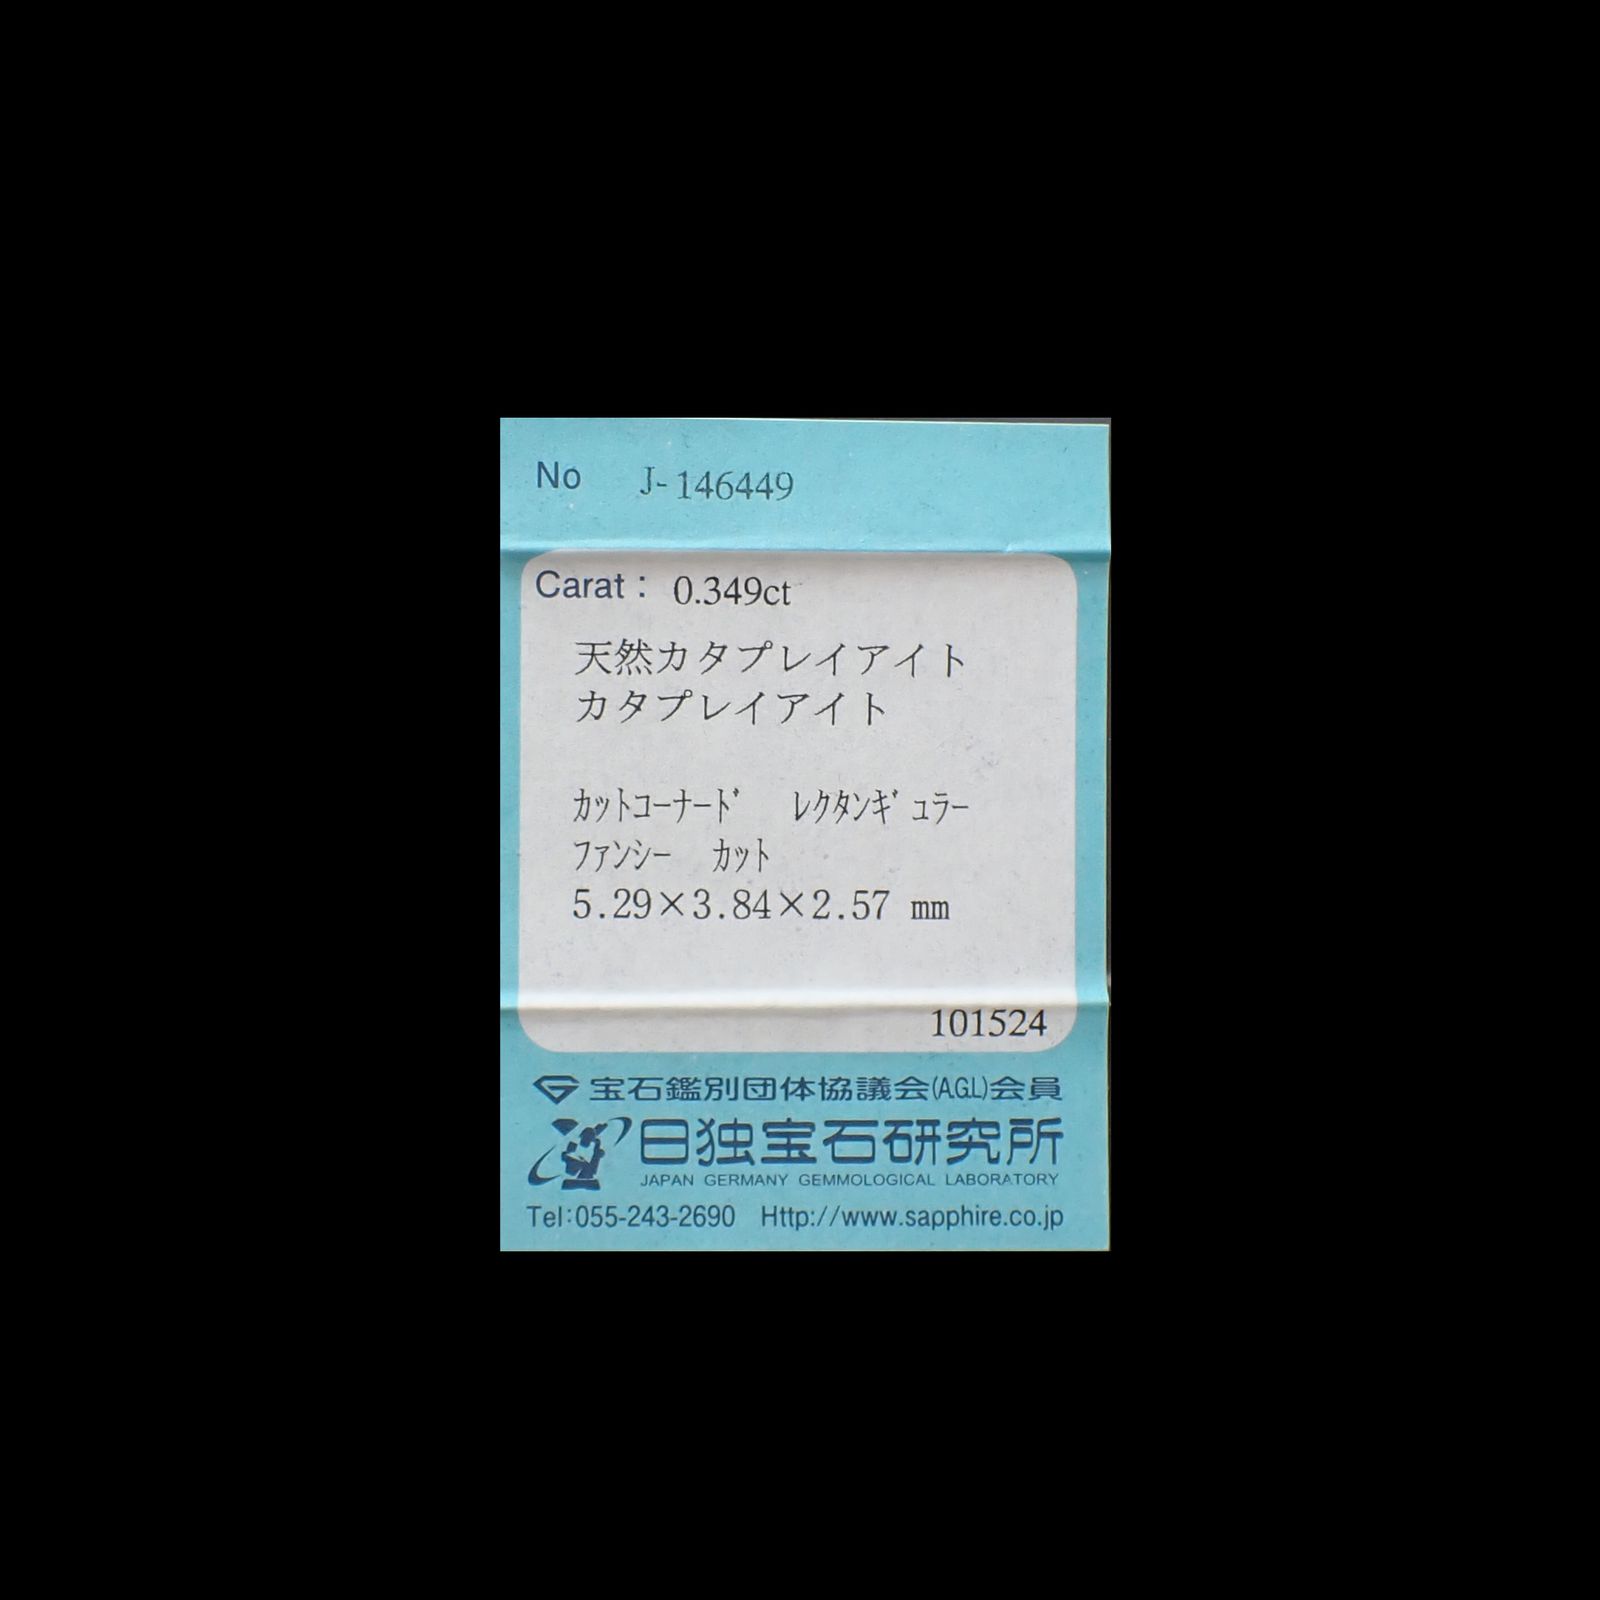 No J-146449
Carat： 0.349ct
天然カタプレイアイト
カタプレイアイト
ｶｯﾄｺｰﾅｰﾄﾞ ﾚｸﾀﾝｷﾞｭﾗｰ
ﾌｧﾝｼｰ ｶｯﾄ
5.29×3.84×2.57 mm
101524
宝石鑑別団体協議会(AGL)会員
日独宝石研究所
JAPAN GERMANY GEMMOLOGICAL LABORATORY
Tel:055-243-2690 Http://www.sapphire.co.jp